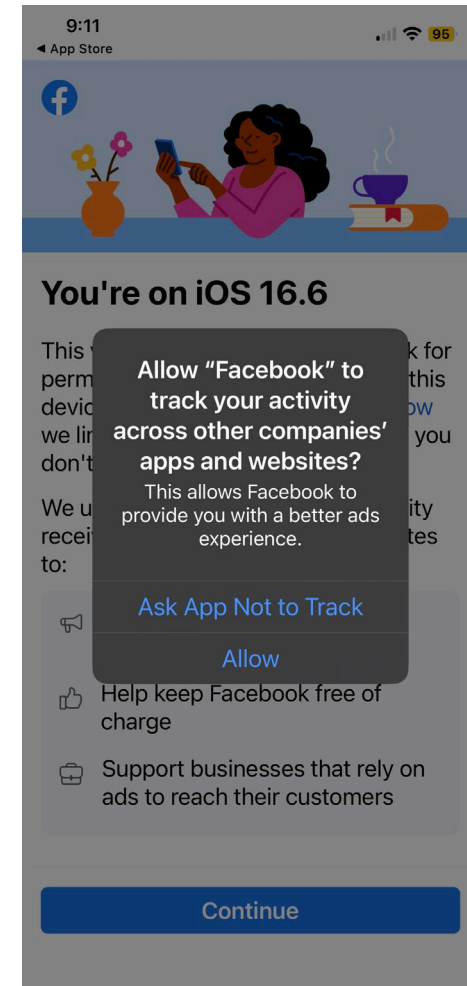 9:11
◀ App Store
95
You're on iOS 16.6
This
k for
perm
this
devic
ow
we
you
don't
We u
ity
recei
tes
to:
Allow “Facebook” to
track your activity
across other companies’
apps and websites?
This allows Facebook to
provide you with a better ads
experience.
Ask App Not to Track
Allow
Help keep Facebook free of
charge
Support businesses that rely on
ads to reach their customers
Continue